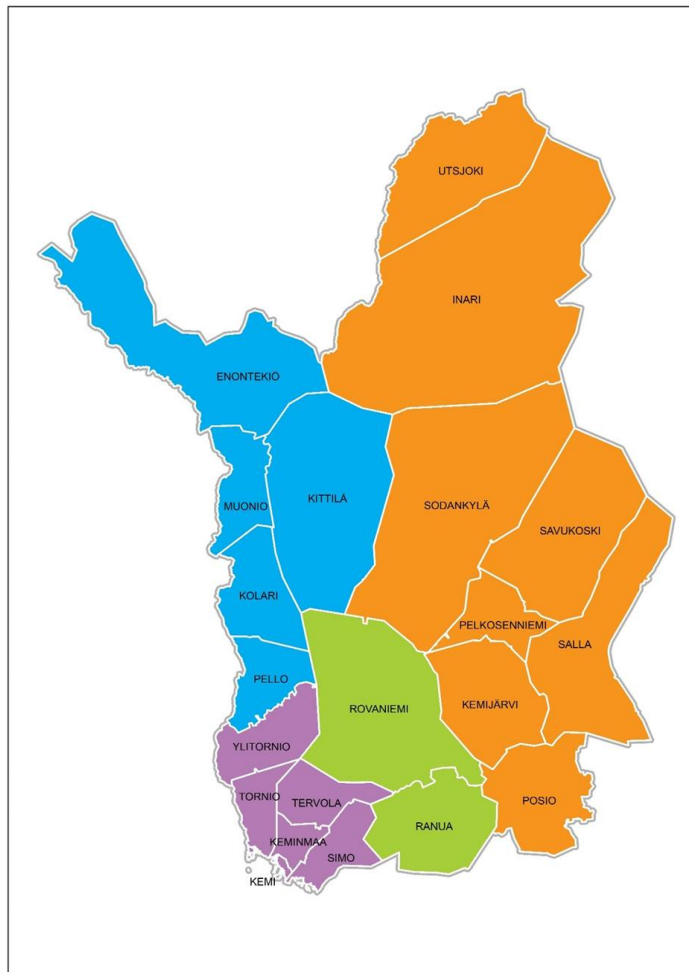 UTSJOKI
INARI
ENONTEKIÖ
KITTILÄ
MUONIO
SODANKYLÄ
SAVUKOSKI
KOLARI
PELKOSENNIEMI
SALLA
PELLO
KEMIJÄRVI
ROVANIEMI
YLITORNIO
TORNIO
TERVOLA
POSIO
RANUA
KEMINMAA
SIMO
KEMI